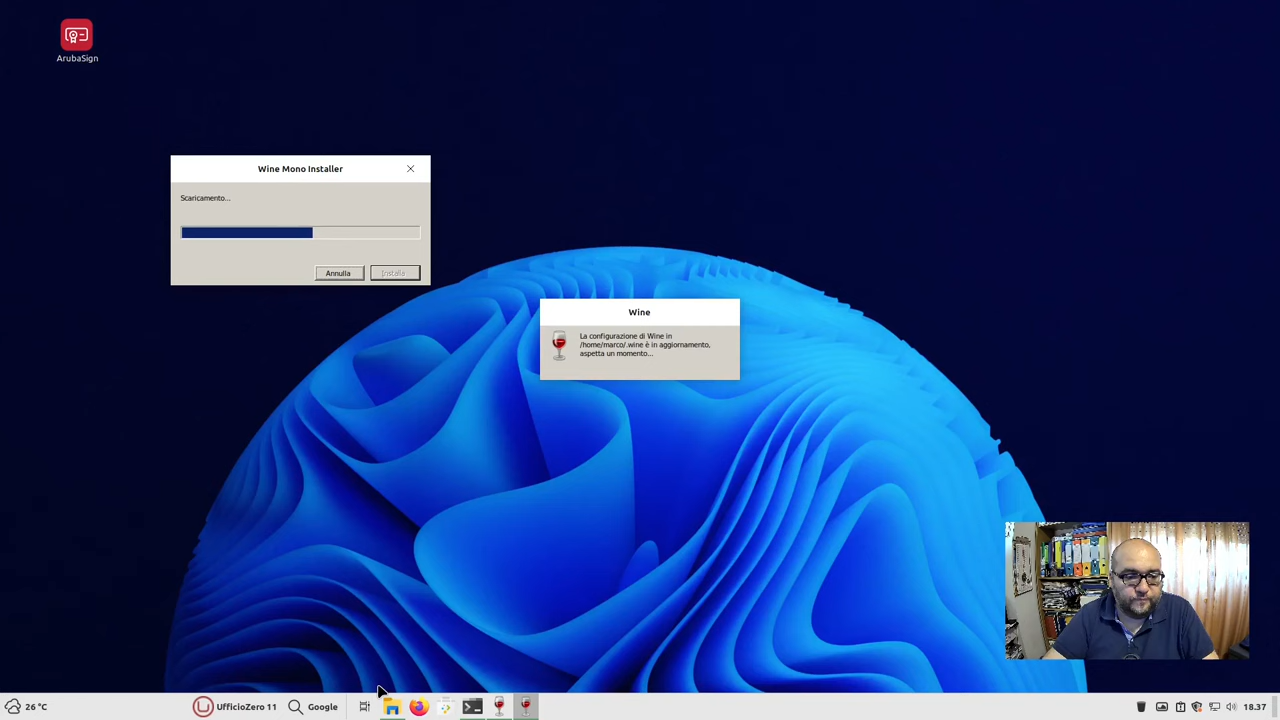 ArubaSign
Wine Mono Installer
Scaricamento...
Annulla
Installa
Wine
La configurazione di Wine in
/home/marco/.wine è in aggiornamento,
aspetta un momento...
26 °C
UfficioZero 11
Google
18.37